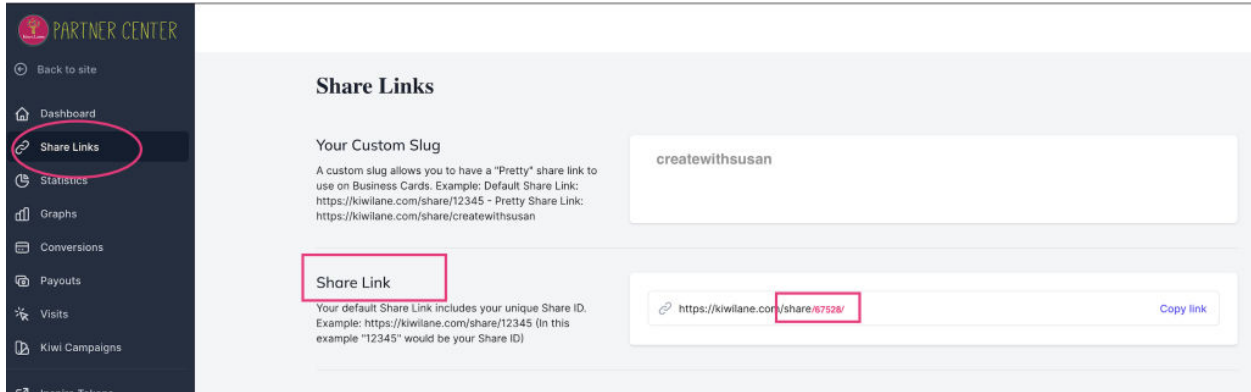 PARTNER CENTER
Back to site
Dashboard
Share Links
Statistics
Graphs
Conversions
Payouts
Visits
Kiwi Campaigns
Inspire Tokens
Share Links
Your Custom Slug
A custom slug allows you to have a "Pretty" share link to
use on Business Cards. Example: Default Share Link:
https://kiwilane.com/share/12345 - Pretty Share Link:
https://kiwilane.com/share/createwithsusan
createwithsusan
Share Link
Your default Share Link includes your unique Share ID.
Example: https://kiwilane.com/share/12345 (In this
example "12345" would be your Share ID)
https://kiwilane.com/share/67528/
Copy link